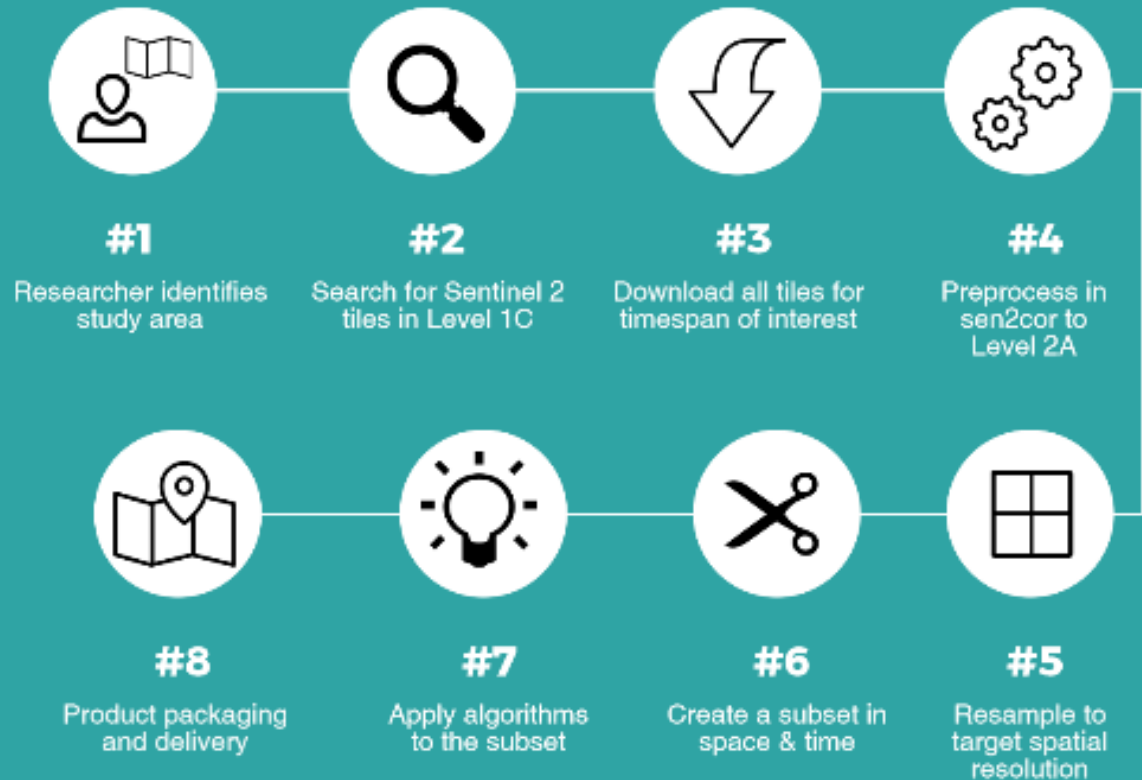 #1
Researcher identifies
study area
#2
Search for Sentinel 2
tiles in Level 1C
#3
Download all tiles for
timespan of interest
#4
Preprocess in
sen2cor to
Level 2A
#5
Resample to
target spatial
resolution
#6
Create a subset in
space & time
#7
Apply algorithms
to the subset
#8
Product packaging
and delivery